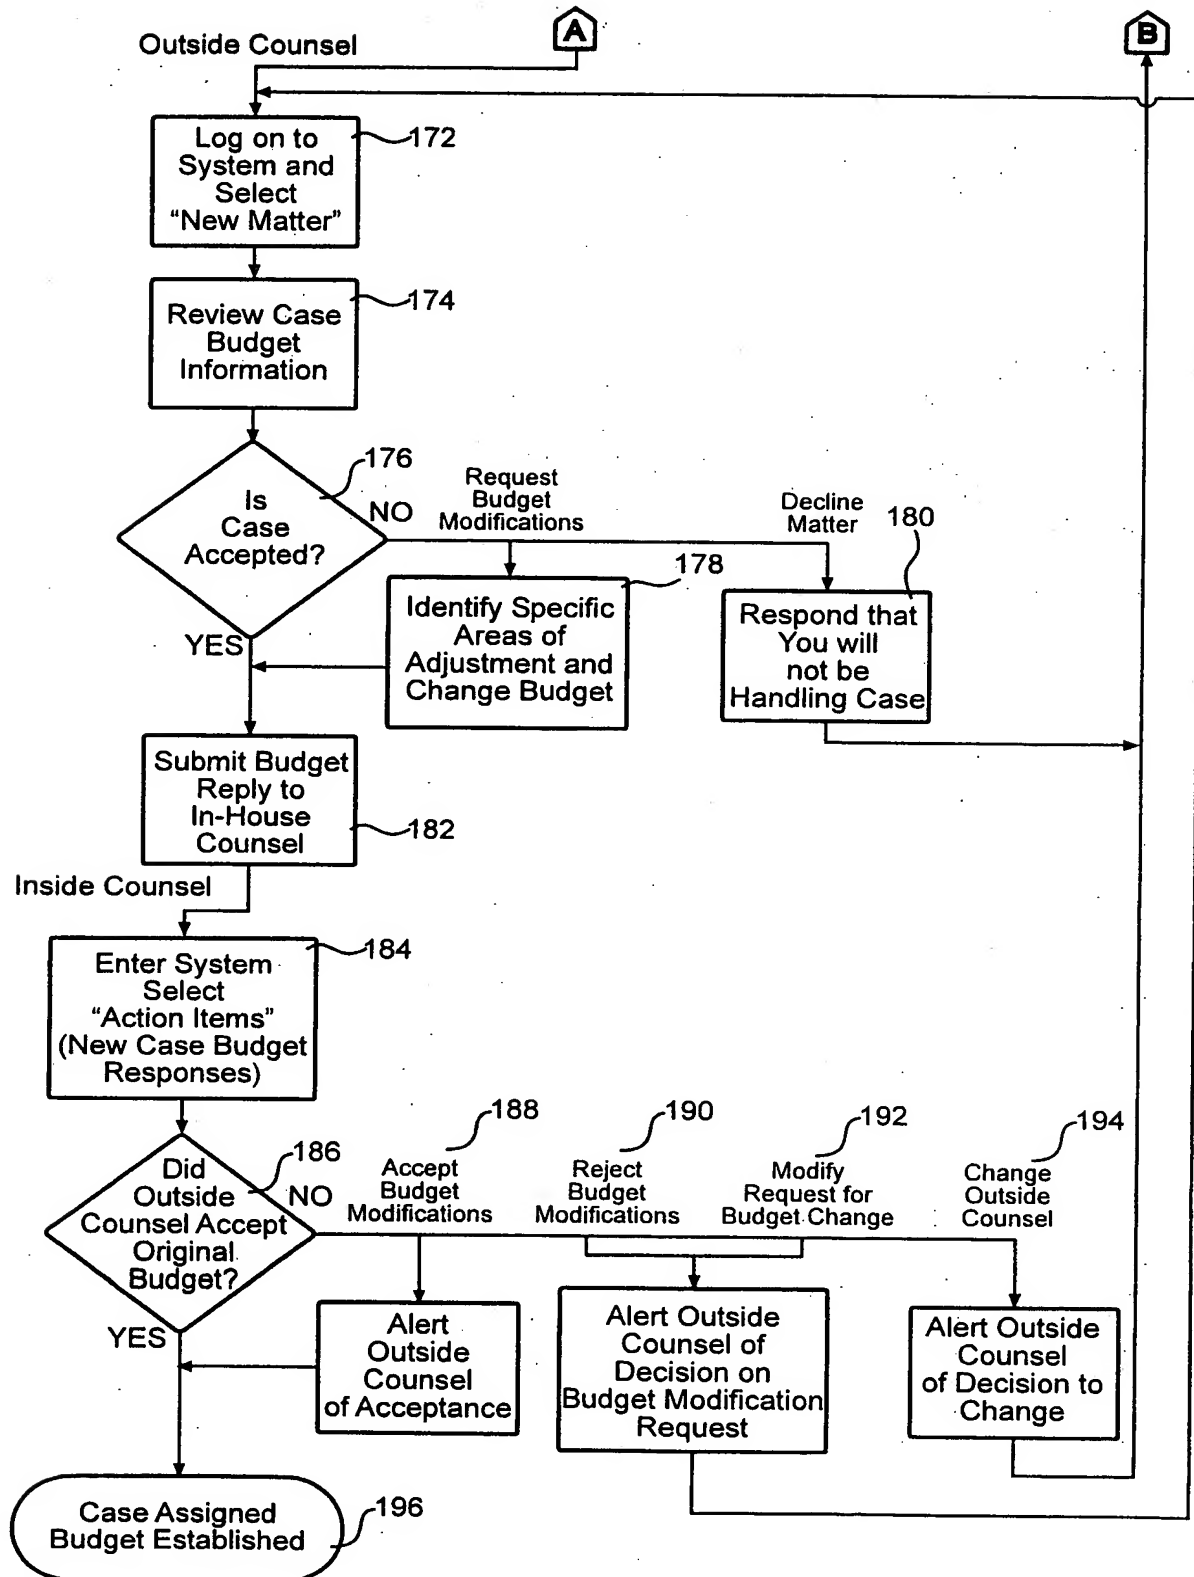 A
B
Outside Counsel
Log on to
System and
Select
“New Matter”
172
Review Case
Budget
Information
174
Is
Case
Accepted?
176
NO
YES
Request
Budget
Modifications
Decline
Matter
178
180
Identify Specific
Areas of
Adjustment and
Change Budget
Respond that
You will
not be
Handling Case
Submit Budget
Reply to
In-House
Counsel
182
Inside Counsel
Enter System
Select
“Action Items”
(New Case Budget
Responses)
184
Did
Outside
Counsel Accept
Original
Budget?
186
NO
YES
188
Accept
Budget
Modifications
190
Reject
Budget
Modifications
192
Modify
Request for
Budget Change
194
Change
Outside
Counsel
Alert
Outside
Counsel
of Acceptance
Alert Outside
Counsel of
Decision on
Budget Modification
Request
Alert Outside
Counsel
of Decision to
Change
Case Assigned
Budget Established
196